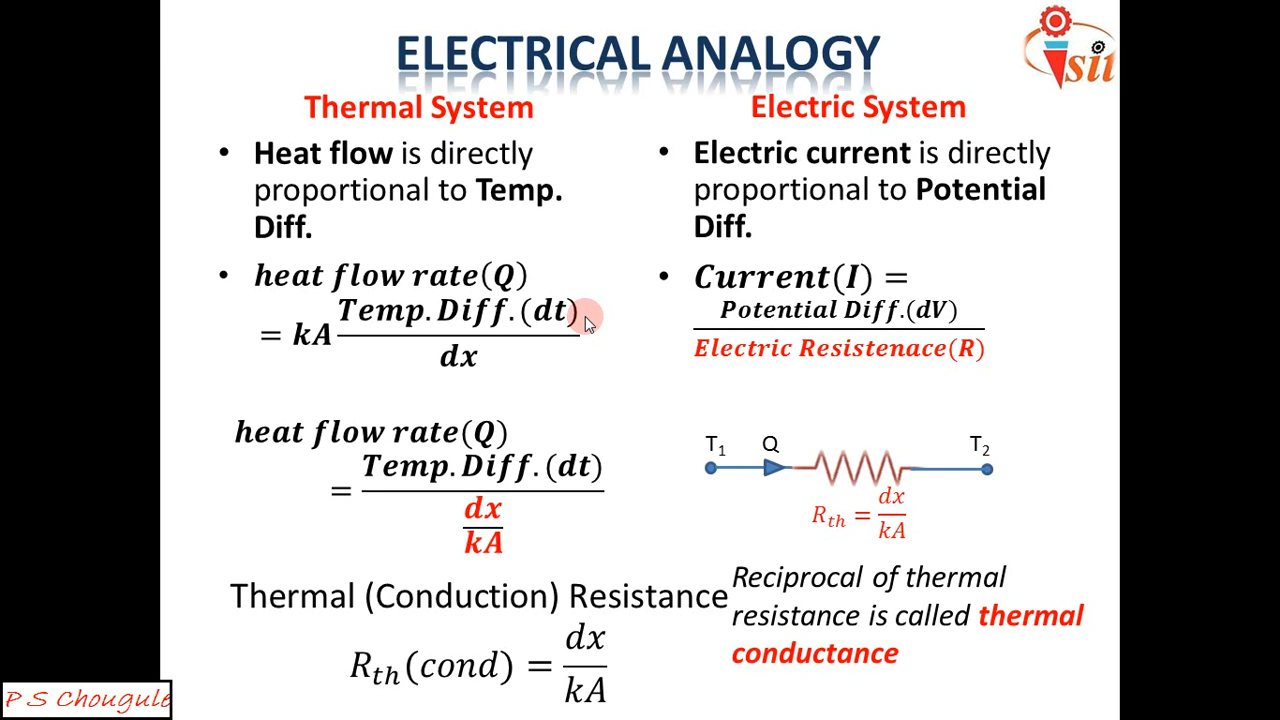 ELECTRICAL ANALOGY
sil
Thermal System
• Heat flow is directly
proportional to Temp.
Diff.
• heat flow rate(Q)
= kA Temp.Diff.(dt)
dx
heat flow rate(Q)
= Temp.Diff.(dt)
dx
kA
Thermal (Conduction) Resistance
R_th(cond) = dx
kA
Electric System
• Electric current is directly
proportional to Potential
Diff.
• Current(I) =
Potential Diff.(dV)
Electric Resistenace(R)
T₁ Q T₂
R_th = dx
kA
Reciprocal of thermal
resistance is called thermal
conductance
P S Chougule